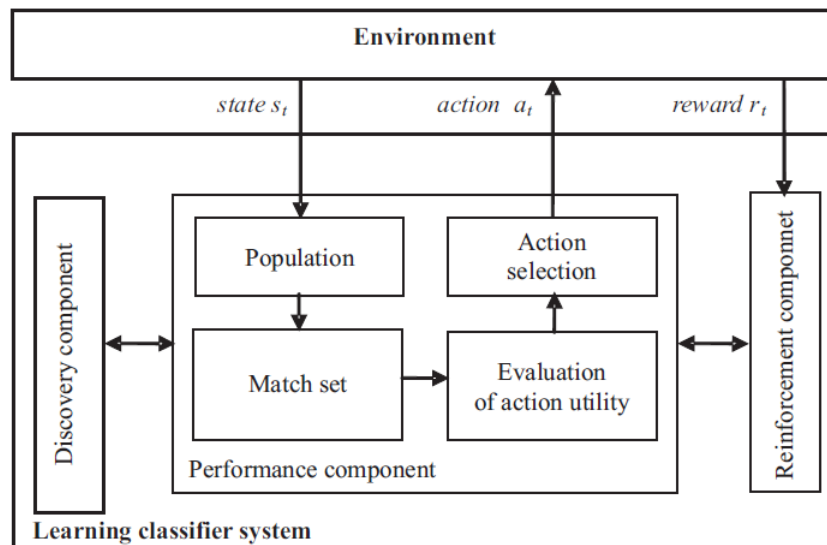 Environment
state s_t
action a_t
reward r_t
Discovery component
Population
Action
selection
Match set
Evaluation
of action utility
Performance component
Reinforcement componnet
Learning classifier system